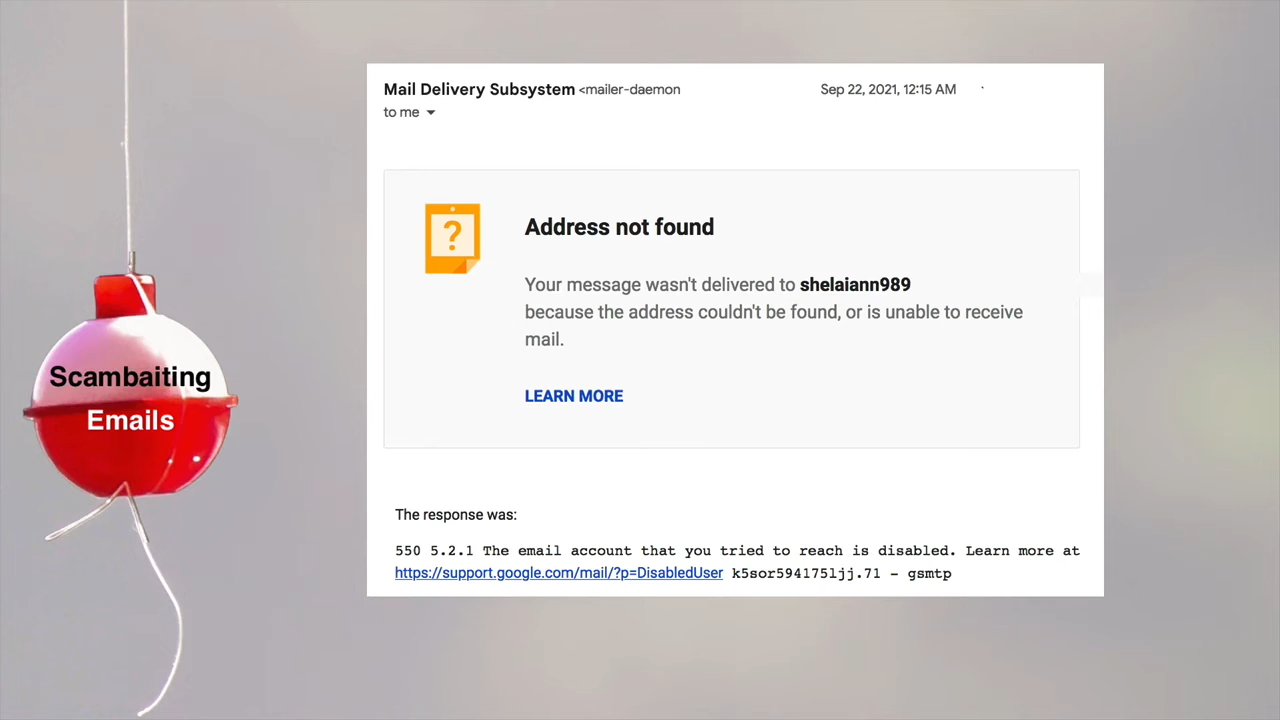 Scambaiting
Emails
Mail Delivery Subsystem <mailer-daemon
Sep 22, 2021, 12:15 AM
to me
?
Address not found
Your message wasn't delivered to shelaiann989
because the address couldn't be found, or is unable to receive
mail.
LEARN MORE
The response was:
550 5.2.1 The email account that you tried to reach is disabled. Learn more at
https://support.google.com/mail/?p=DisabledUser k5sor5941751jj.71 - gsmtp